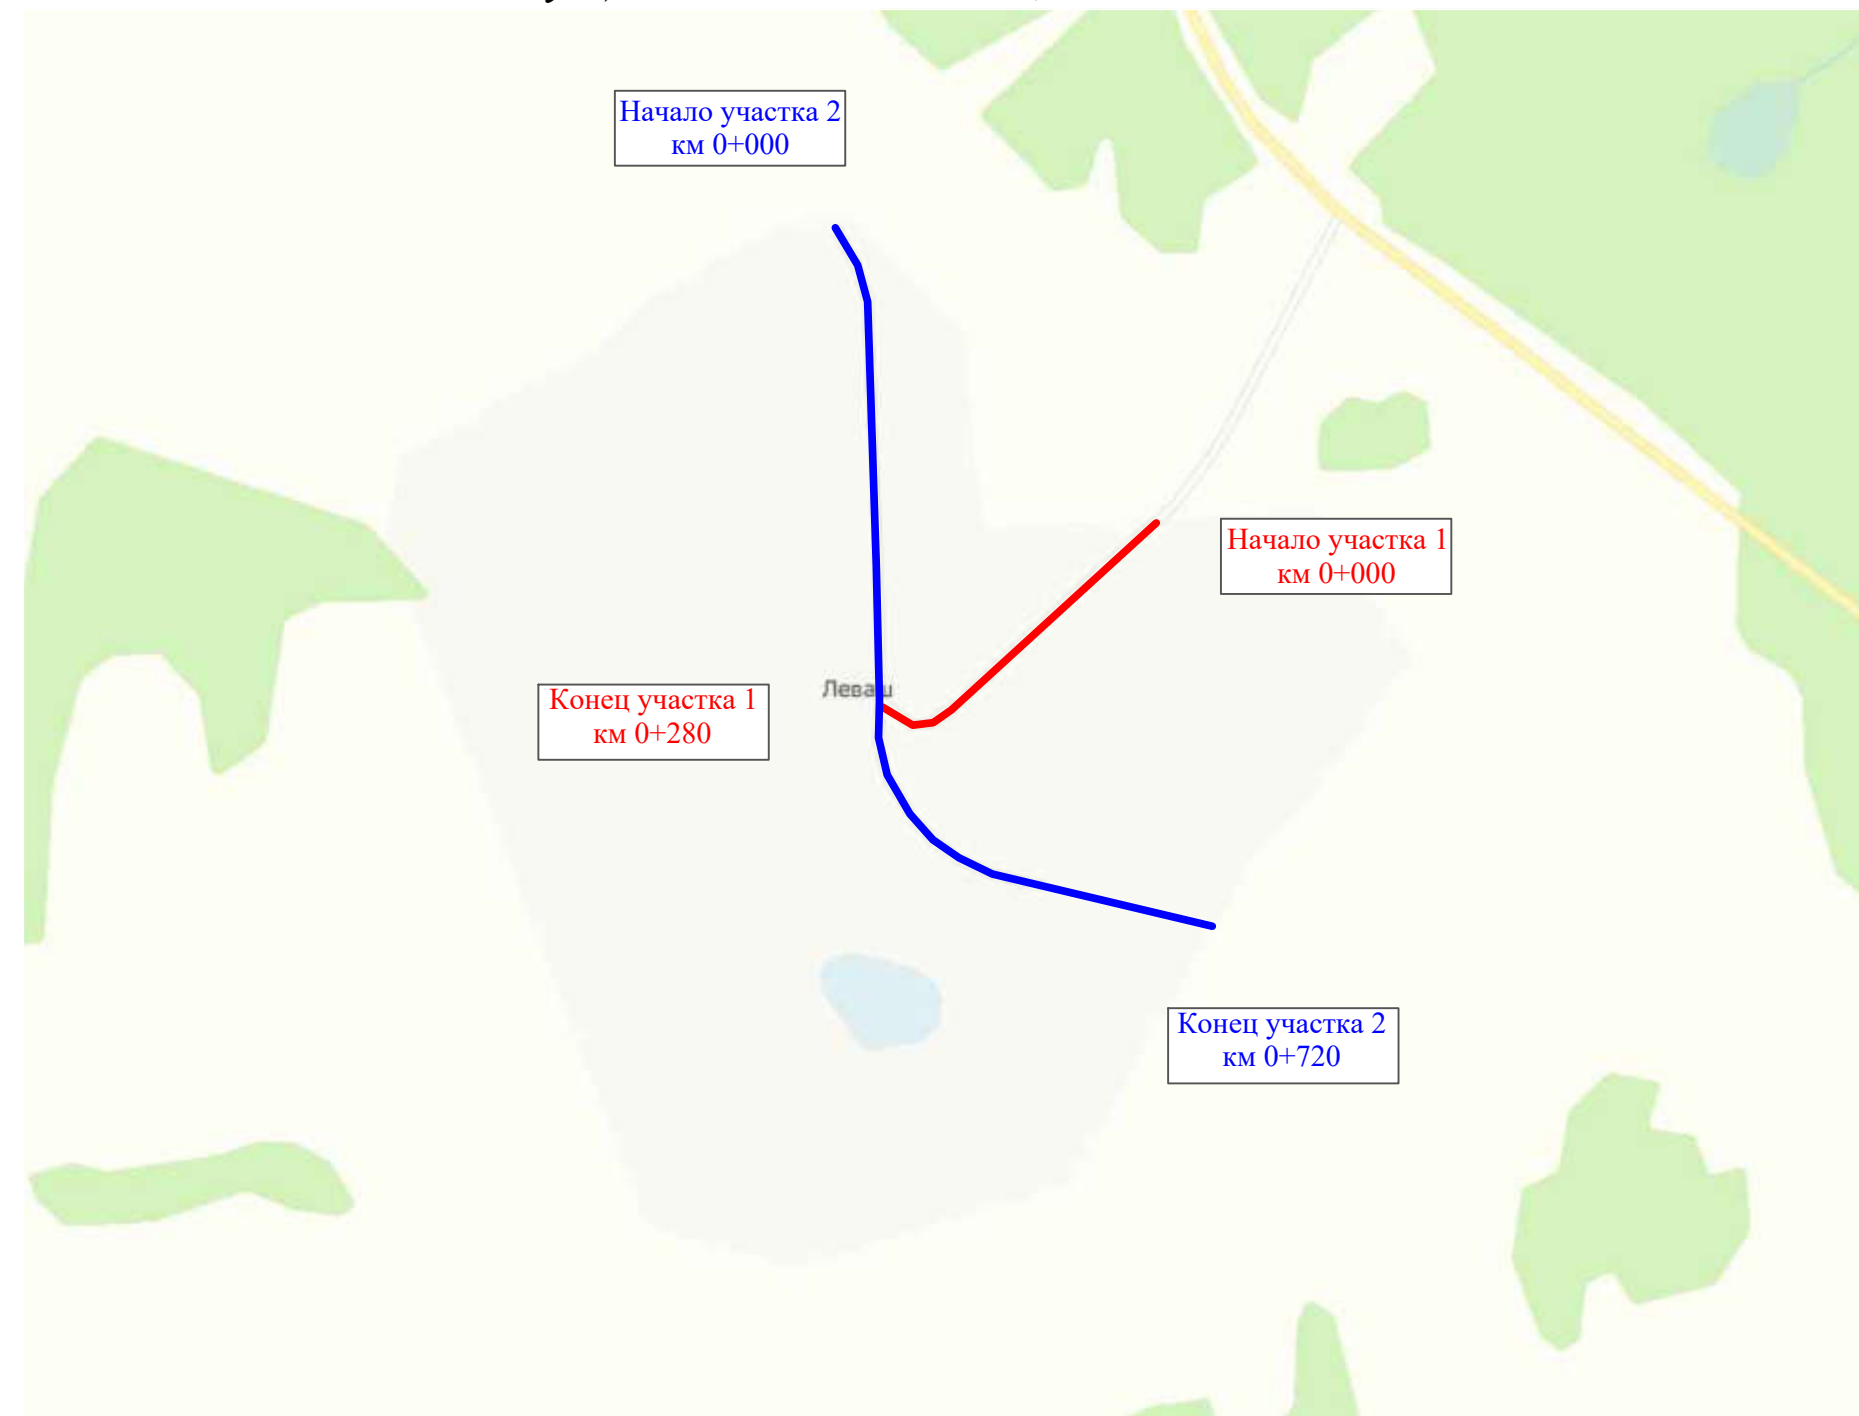 Начало участка 2
км 0+000
Начало участка 1
км 0+000
Леваш
Конец участка 1
км 0+280
Конец участка 2
км 0+720